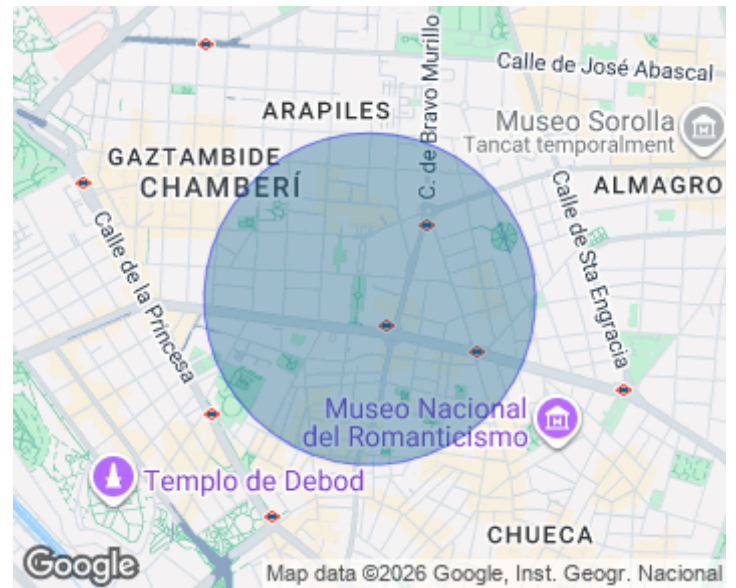 Calle de José Abascal
ARAPILES
C. de Bravo Murillo
Museo Sorolla
Tancat temporalment
GAZTAMBIDE
CHAMBERÍ
ALMAGRO
Calle de Sta Engracia
Calle de la Princesa
Museo Nacional
del Romanticismo
Templo de Debod
CHUECA
Google
Map data ©2026 Google, Inst. Geogr. Nacional